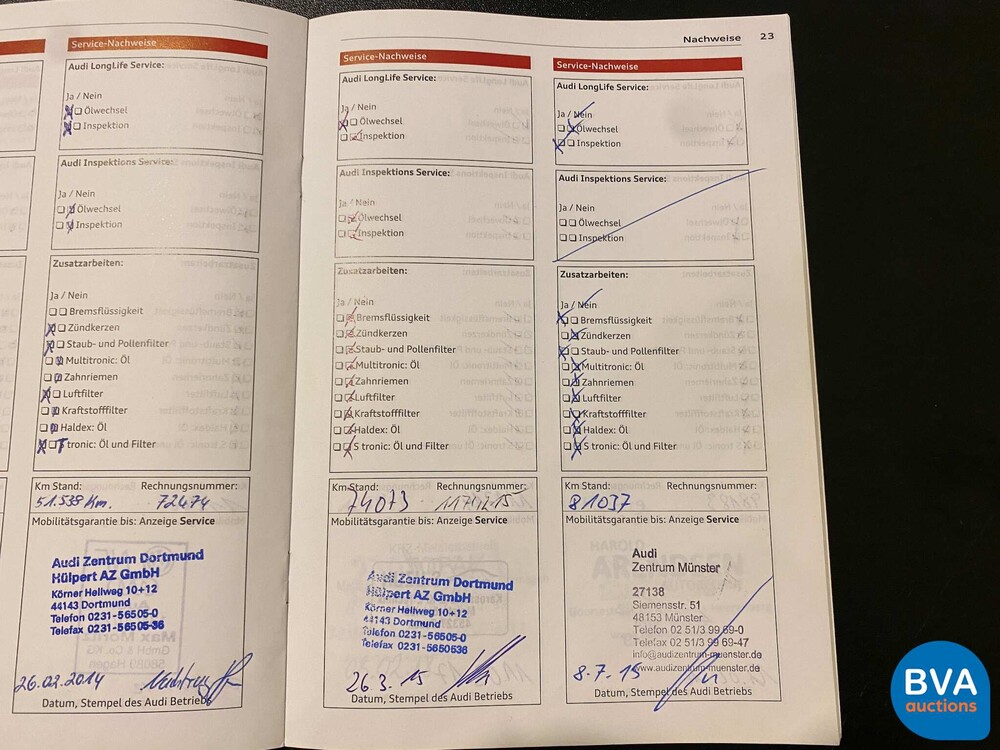 Nachweise 23
Service-Nachweise
Audi LongLife Service:
Ja / Nein
Ölwechsel
Inspektion
Audi Inspektions Service:
Ja / Nein
Ölwechsel
Inspektion
Zusatzarbeiten:
Ja / Nein
Bremsflüssigkeit
Zündkerzen
Staub- und Pollenfilter
Multitronic: Öl
Zahnriemen
Luftfilter
Kraftstofffilter
Haldex: Öl
S tronic: Öl und Filter
Km Stand: Rechnungsnummer:
51.538 Km. 72474
Mobilitätsgarantie bis: Anzeige Service
Audi Zentrum Dortmund
Hülpert AZ GmbH
Körner Hellweg 10+12
44143 Dortmund
Telefon 0231-56505-0
Telefax 0231-56505-36
26.02.2014
Datum, Stempel des Audi Betriebs
Service-Nachweise
Audi LongLife Service:
Ja / Nein
Ölwechsel
Inspektion
Audi Inspektions Service:
Ja / Nein
Ölwechsel
Inspektion
Zusatzarbeiten:
Ja / Nein
Bremsflüssigkeit
Zündkerzen
Staub- und Pollenfilter
Multitronic: Öl
Zahnriemen
Luftfilter
Kraftstofffilter
Haldex: Öl
S tronic: Öl und Filter
Km Stand: Rechnungsnummer:
74073
Mobilitätsgarantie bis: Anzeige Service
Audi Zentrum Dortmund
Hülpert AZ GmbH
Körner Hellweg 10+12
44143 Dortmund
Telefon 0231-56505-0
Telefax 0231-5650536
26.3.15
Datum, Stempel des Audi Betriebs
Service-Nachweise
Audi LongLife Service:
Ja / Nein
Ölwechsel
Inspektion
Audi Inspektions Service:
Ja / Nein
Ölwechsel
Inspektion
Zusatzarbeiten:
Ja / Nein
Bremsflüssigkeit
Zündkerzen
Staub- und Pollenfilter
Multitronic: Öl
Zahnriemen
Luftfilter
Kraftstofffilter
Haldex: Öl
S tronic: Öl und Filter
Km Stand: Rechnungsnummer:
81037
Mobilitätsgarantie bis: Anzeige Service
Audi
Zentrum Münster
27138
Siemensstr. 51
48153 Münster
Telefon 02 51/3 99 69-0
Telefax 02 51/3 99 69-47
info@audizentrum-muenster.de
www.audizentrum-muenster.de
8.7.15
Datum, Stempel des Audi Betriebs
BVA
auctions